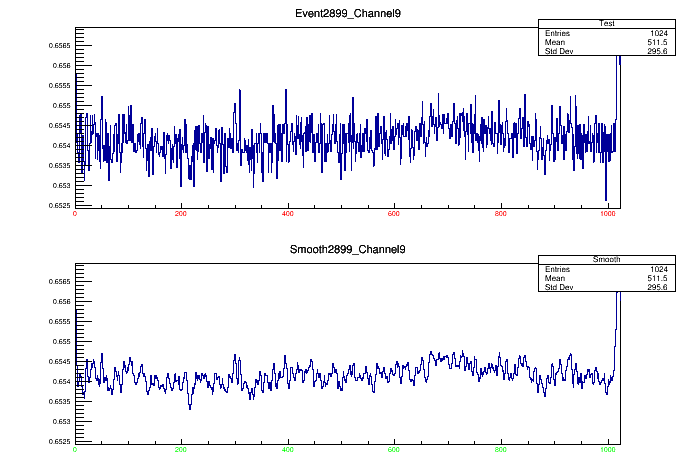 Event2899_Channel9
Test
Entries 1024
Mean 511.5
Std Dev 295.6
0.6565
0.656
0.6555
0.655
0.6545
0.654
0.6535
0.653
0.6525
0 200 400 600 800 1000
Smooth2899_Channel9
Smooth
Entries 1024
Mean 511.5
Std Dev 295.6
0.6565
0.656
0.6555
0.655
0.6545
0.654
0.6535
0.653
0.6525
0 200 400 600 800 1000